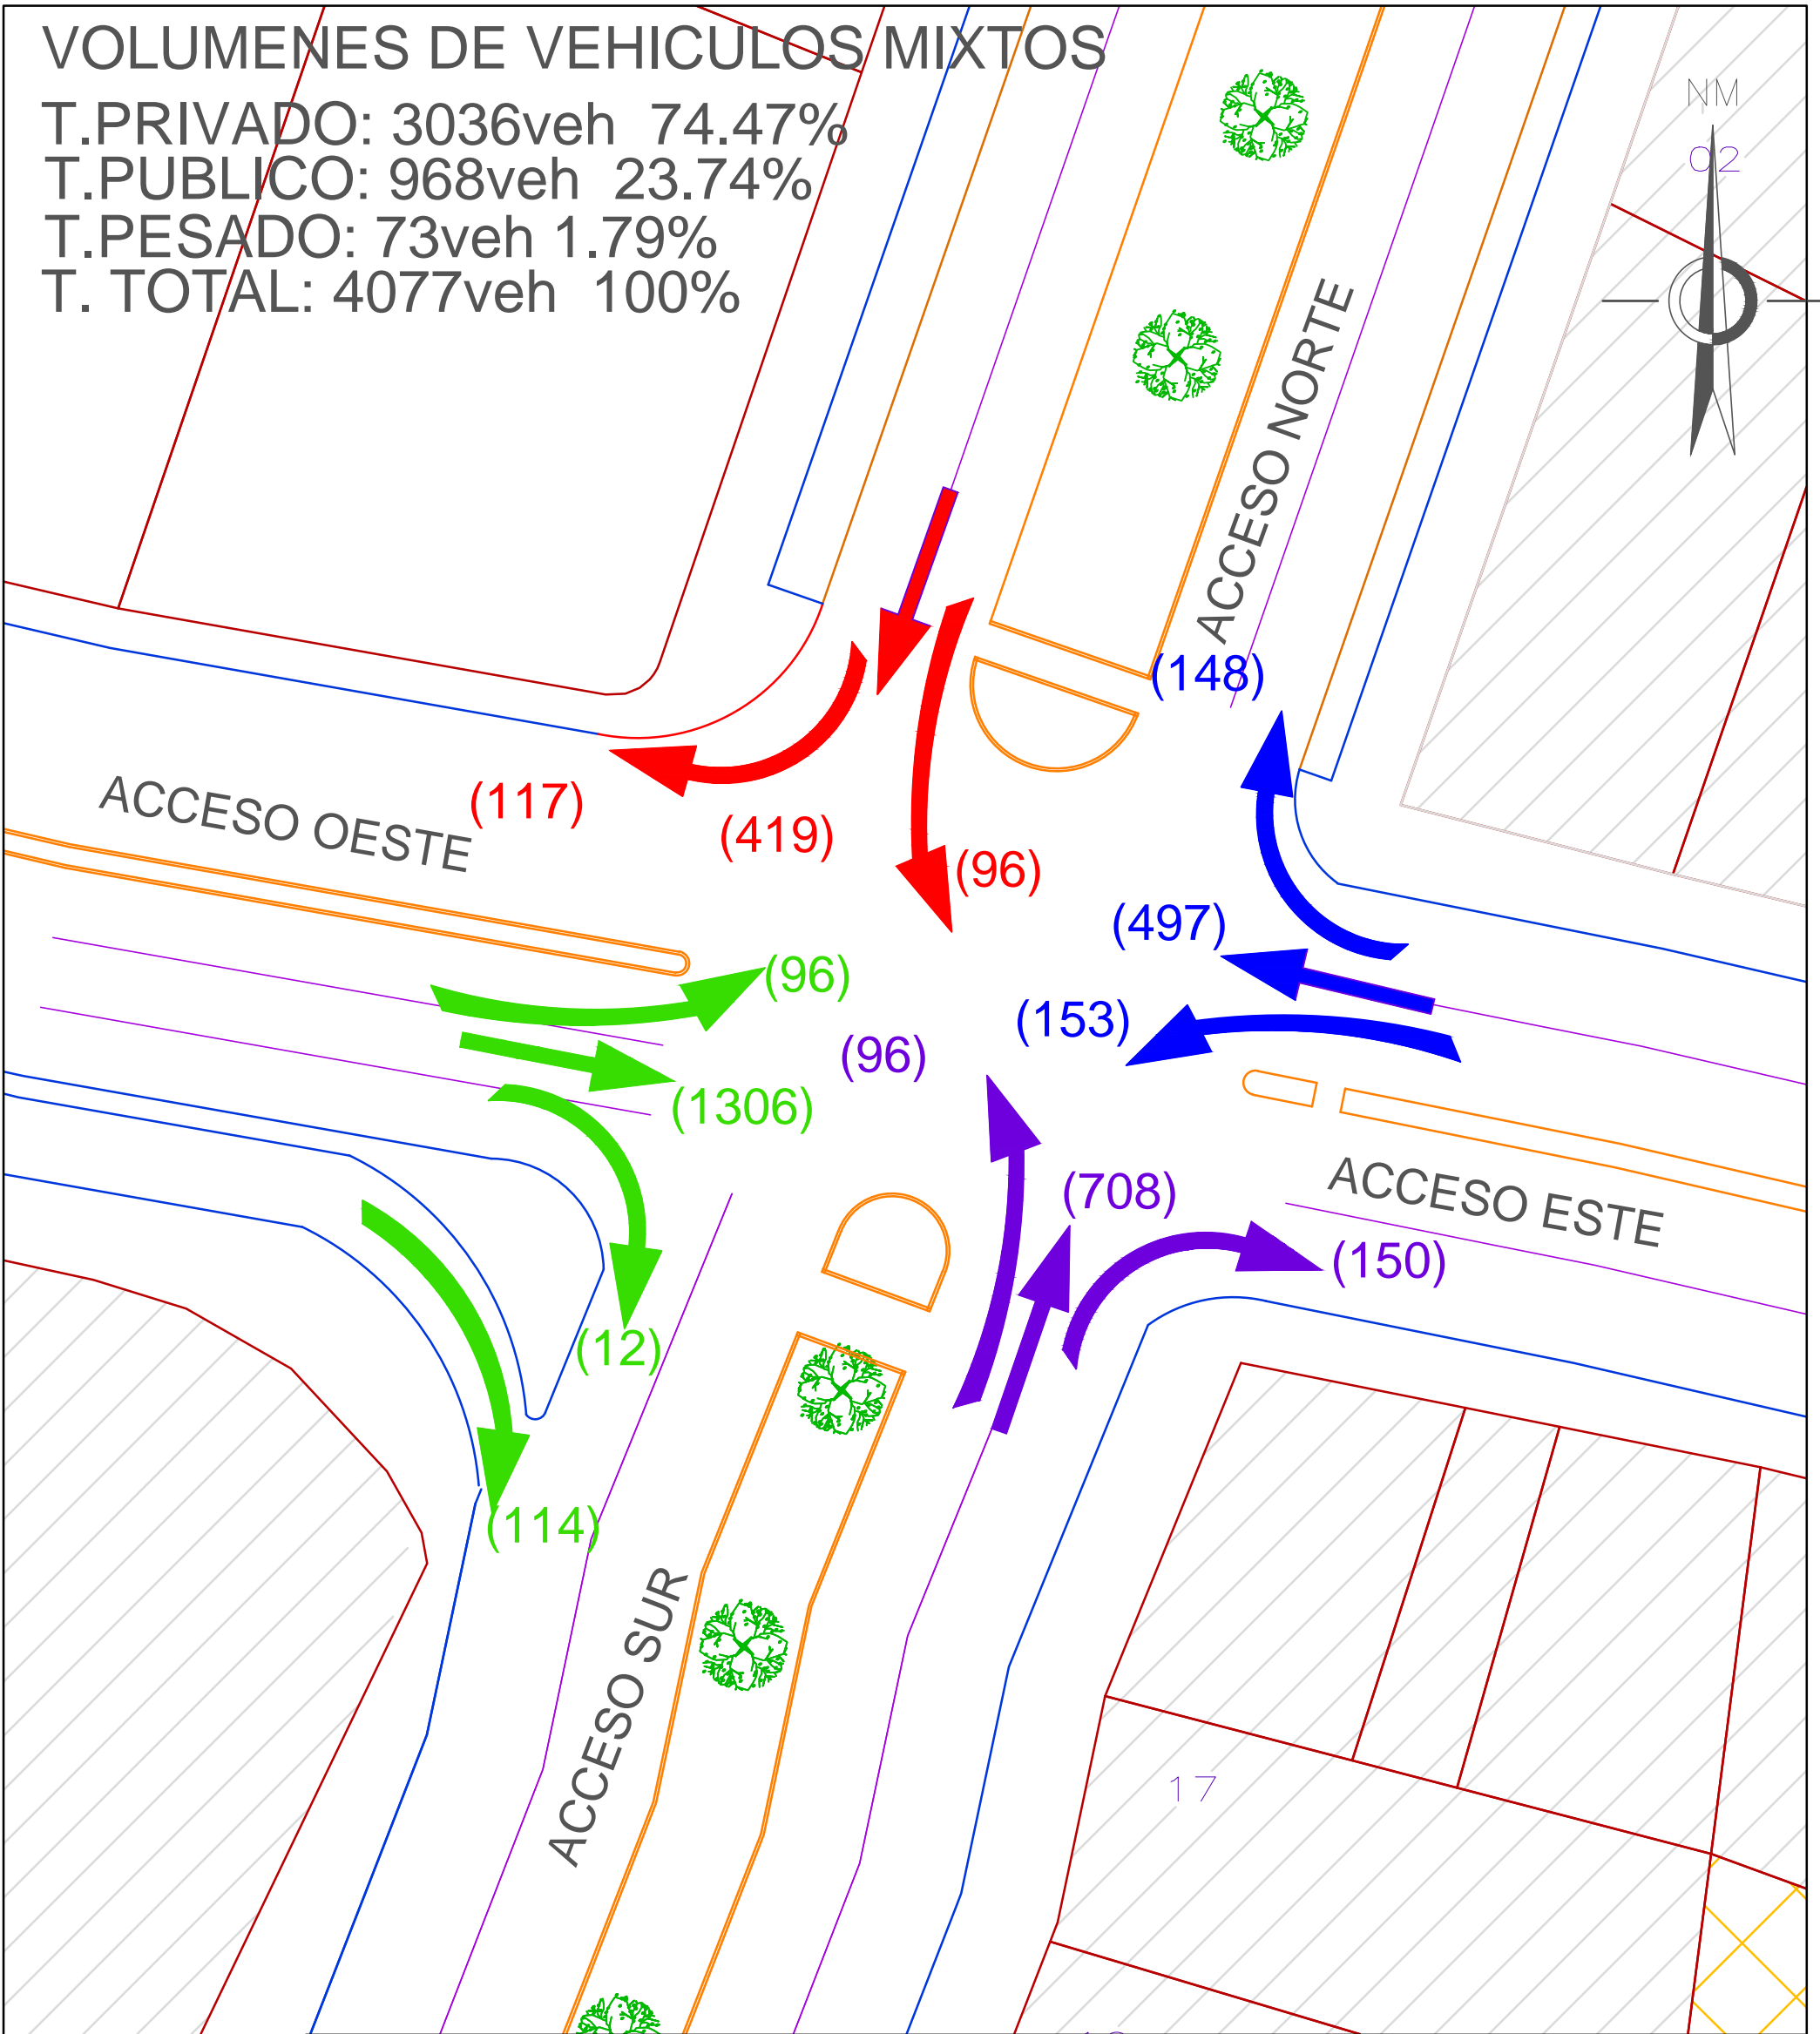 VOLUMENES DE VEHICULOS MIXTOS
T.PRIVADO: 3036veh 74.47%
T.PUBLICO: 968veh 23.74%
T.PESADO: 73veh 1.79%
T. TOTAL: 4077veh 100%
NM
02
ACCESO NORTE
(148)
ACCESO OESTE
(117)
(419)
(96)
(497)
(96)
(153)
(96)
(1306)
(708)
ACCESO ESTE
(150)
(12)
(114)
ACCESO SUR
17